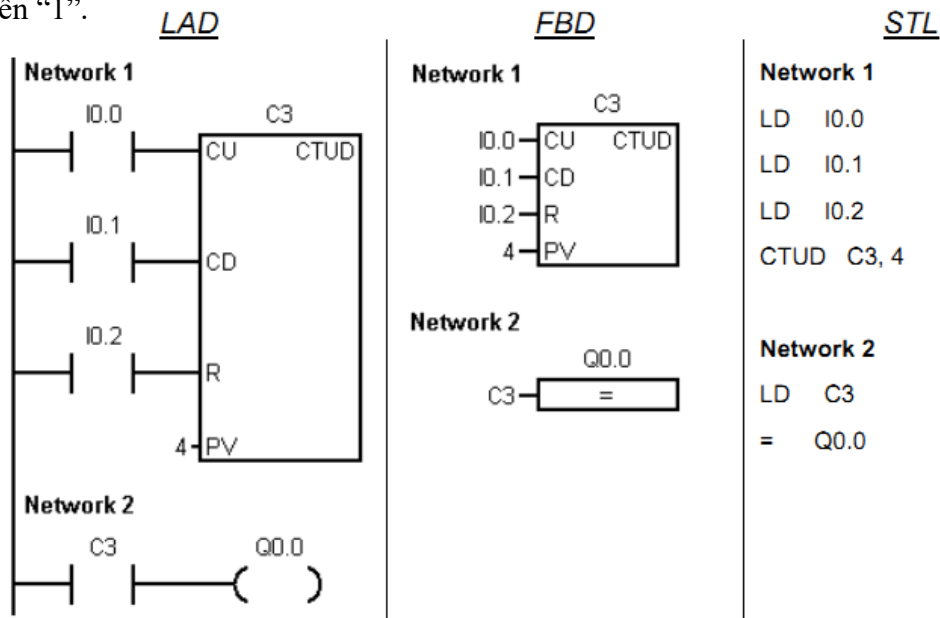 ên “1”.
LAD
Network 1
I0.0
C3
CU CTUD
I0.1
CD
I0.2
R
4 PV
Network 2
C3 Q0.0
FBD
Network 1
C3
I0.0 CU CTUD
I0.1 CD
I0.2 R
4 PV
Network 2
Q0.0
C3 =
STL
Network 1
LD I0.0
LD I0.1
LD I0.2
CTUD C3, 4
Network 2
LD C3
= Q0.0